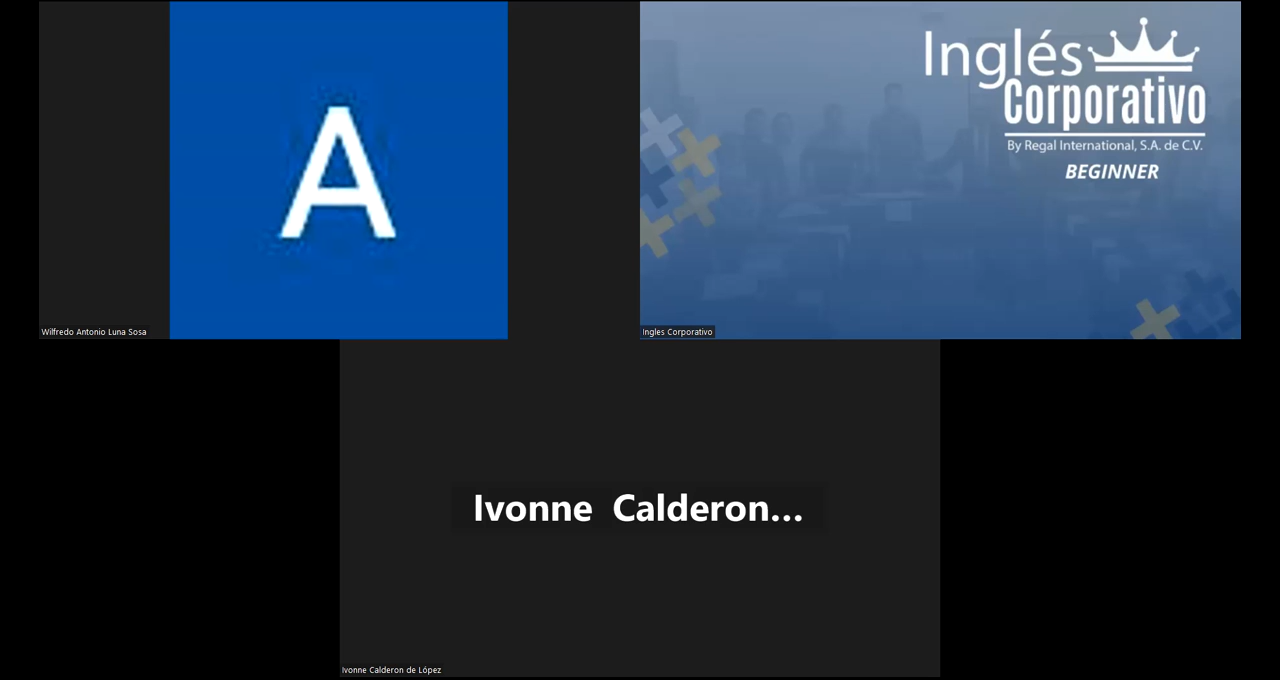 A
Wilfredo Antonio Luna Sosa
Inglés
Corporativo
By Regal International, S.A. de C.V.
BEGINNER
Ingles Corporativo
Ivonne Calderon...
Ivonne Calderon de López